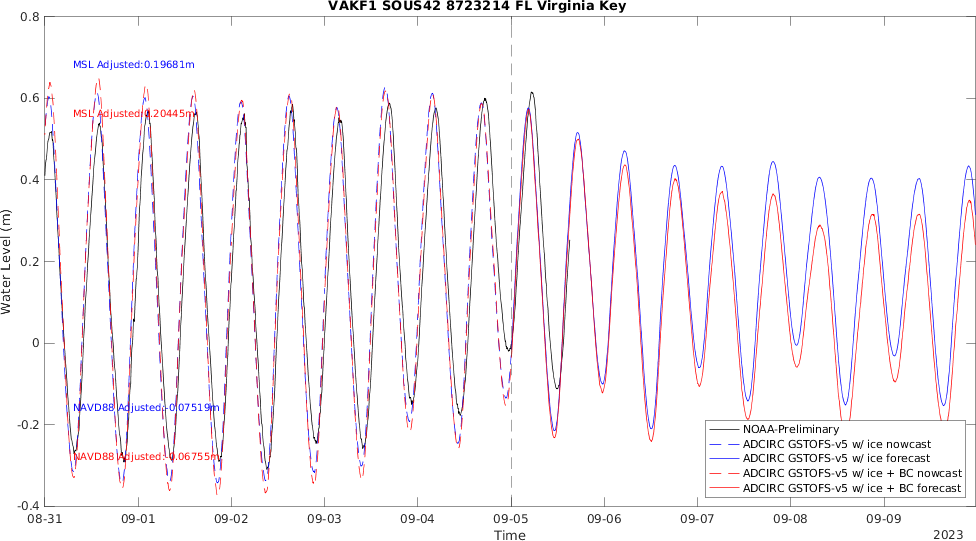 VAKF1 SOUS42 8723214 FL Virginia Key
0.8
0.6
0.4
0.2
0
-0.2
-0.4
Water Level (m)
MSL Adjusted:0.19681m
MSL Adjusted:0.20445m
NAVD88 Adjusted:-0.07519m
NAVD88 Adjusted:-0.06755m
NOAA-Preliminary
ADCIRC GSTOFS-v5 w/ ice nowcast
ADCIRC GSTOFS-v5 w/ ice forecast
ADCIRC GSTOFS-v5 w/ ice + BC nowcast
ADCIRC GSTOFS-v5 w/ ice + BC forecast
08-31 09-01 09-02 09-03 09-04 09-05 09-06 09-07 09-08 09-09
Time
2023